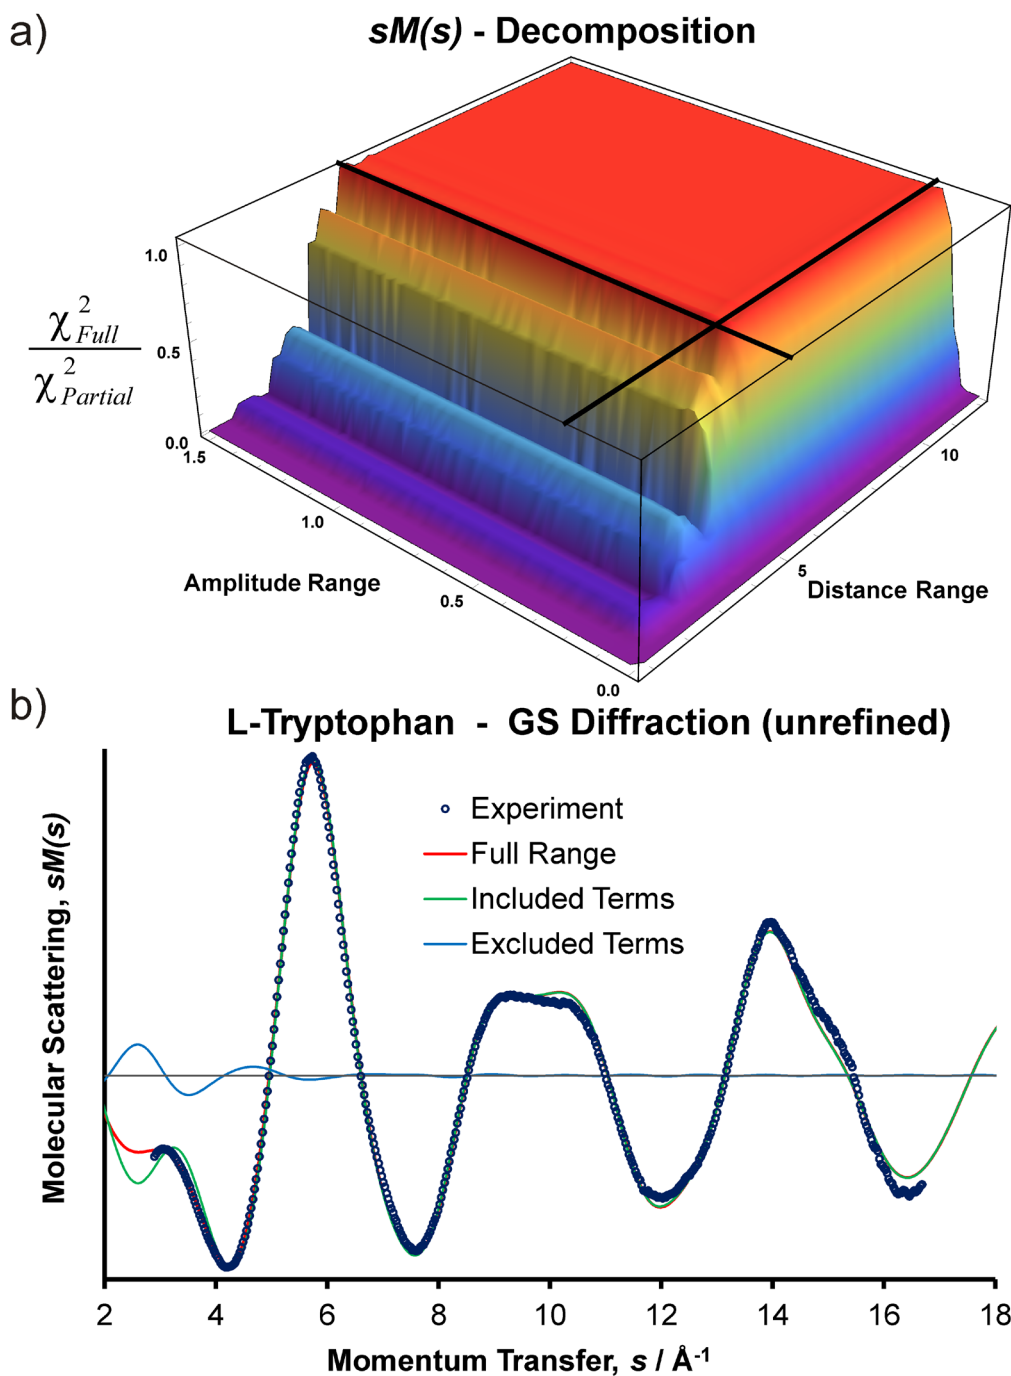 a)
sM(s) - Decomposition
χ²Full
χ²Partial
1.0
0.5
0.0
1.5
1.0
0.5
0.0
5
10
Amplitude Range
Distance Range
b)
L-Tryptophan - GS Diffraction (unrefined)
Molecular Scattering, sM(s)
Experiment
Full Range
Included Terms
Excluded Terms
2 4 6 8 10 12 14 16 18
Momentum Transfer, s / Å⁻¹